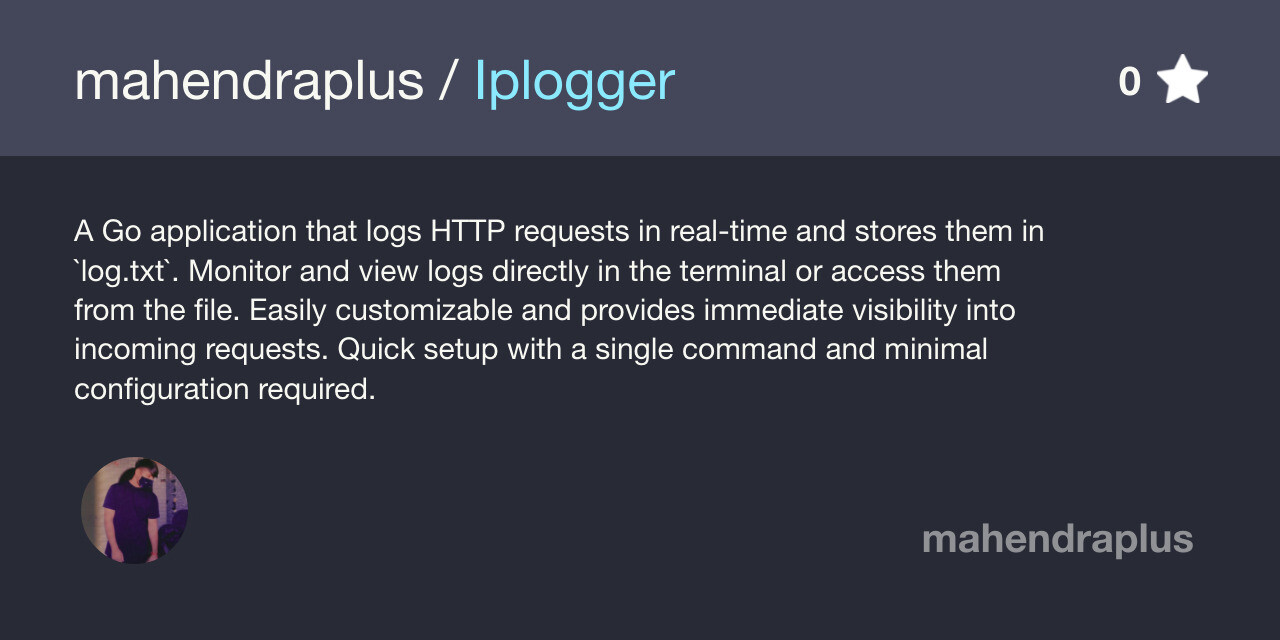 mahendraplus / Iplogger
0
A Go application that logs HTTP requests in real-time and stores them in
`log.txt`. Monitor and view logs directly in the terminal or access them
from the file. Easily customizable and provides immediate visibility into
incoming requests. Quick setup with a single command and minimal
configuration required.
mahendraplus